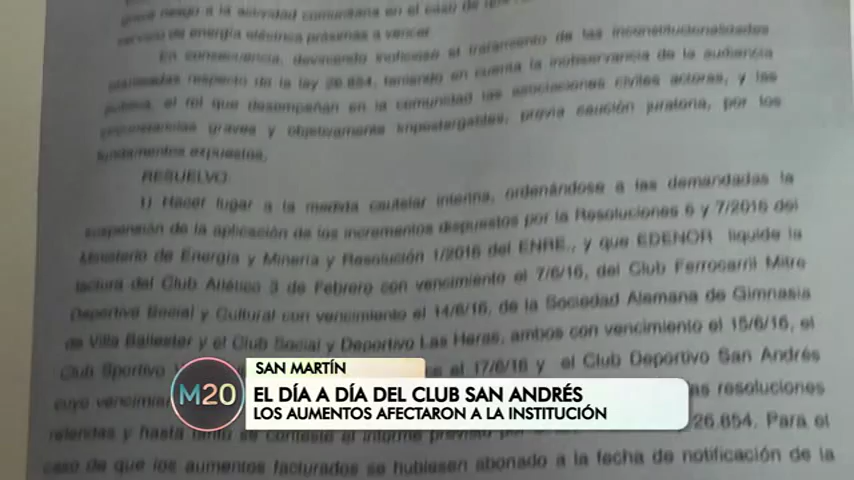 grave riesgo a la actividad comunitaria en el caso de los
servicio de energía eléctrica próximas a vencer.
En consecuencia, deviniendo inoficioso el tratamiento de las inconstitucionalidades
planteadas respecto de la ley 26.854, teniendo en cuenta la inobservancia de la audiencia
pública, el rol que desempeñan en la comunidad las asociaciones civiles actoras, y las
circunstancias graves y objetivamente impostergables, previa caución juratoria, por los
fundamentos expuestos,
RESUELVO:
1) Hacer lugar a la medida cautelar interina, ordenándose a las demandadas la
suspensión de la aplicación de los incrementos dispuestos por la Resoluciones 6 y 7/2016 del
Ministerio de Energía y Minería y Resolución 1/2016 del ENRE., y que EDENOR liquide la
factura del Club Atlético 3 de Febrero con vencimiento el 7/6/16, del Club Ferrocarril Mitre
Deportivo Social y Cultural con vencimiento el 14/6/16, de la Sociedad Alemana de Gimnasia
de Villa Ballester y el Club Social y Deportivo Las Heras, ambos con vencimiento el 15/6/16, el
Club Sportivo el 17/6/16 y el Club Deportivo San Andrés
cuyo resoluciones
referidas y hasta tanto se conteste el informe previsto 26.854. Para el
caso de que los aumentos facturados se hubiesen abonado a la fecha de notificación de la
M20
SAN MARTÍN
EL DÍA A DÍA DEL CLUB SAN ANDRÉS
LOS AUMENTOS AFECTARON A LA INSTITUCIÓN